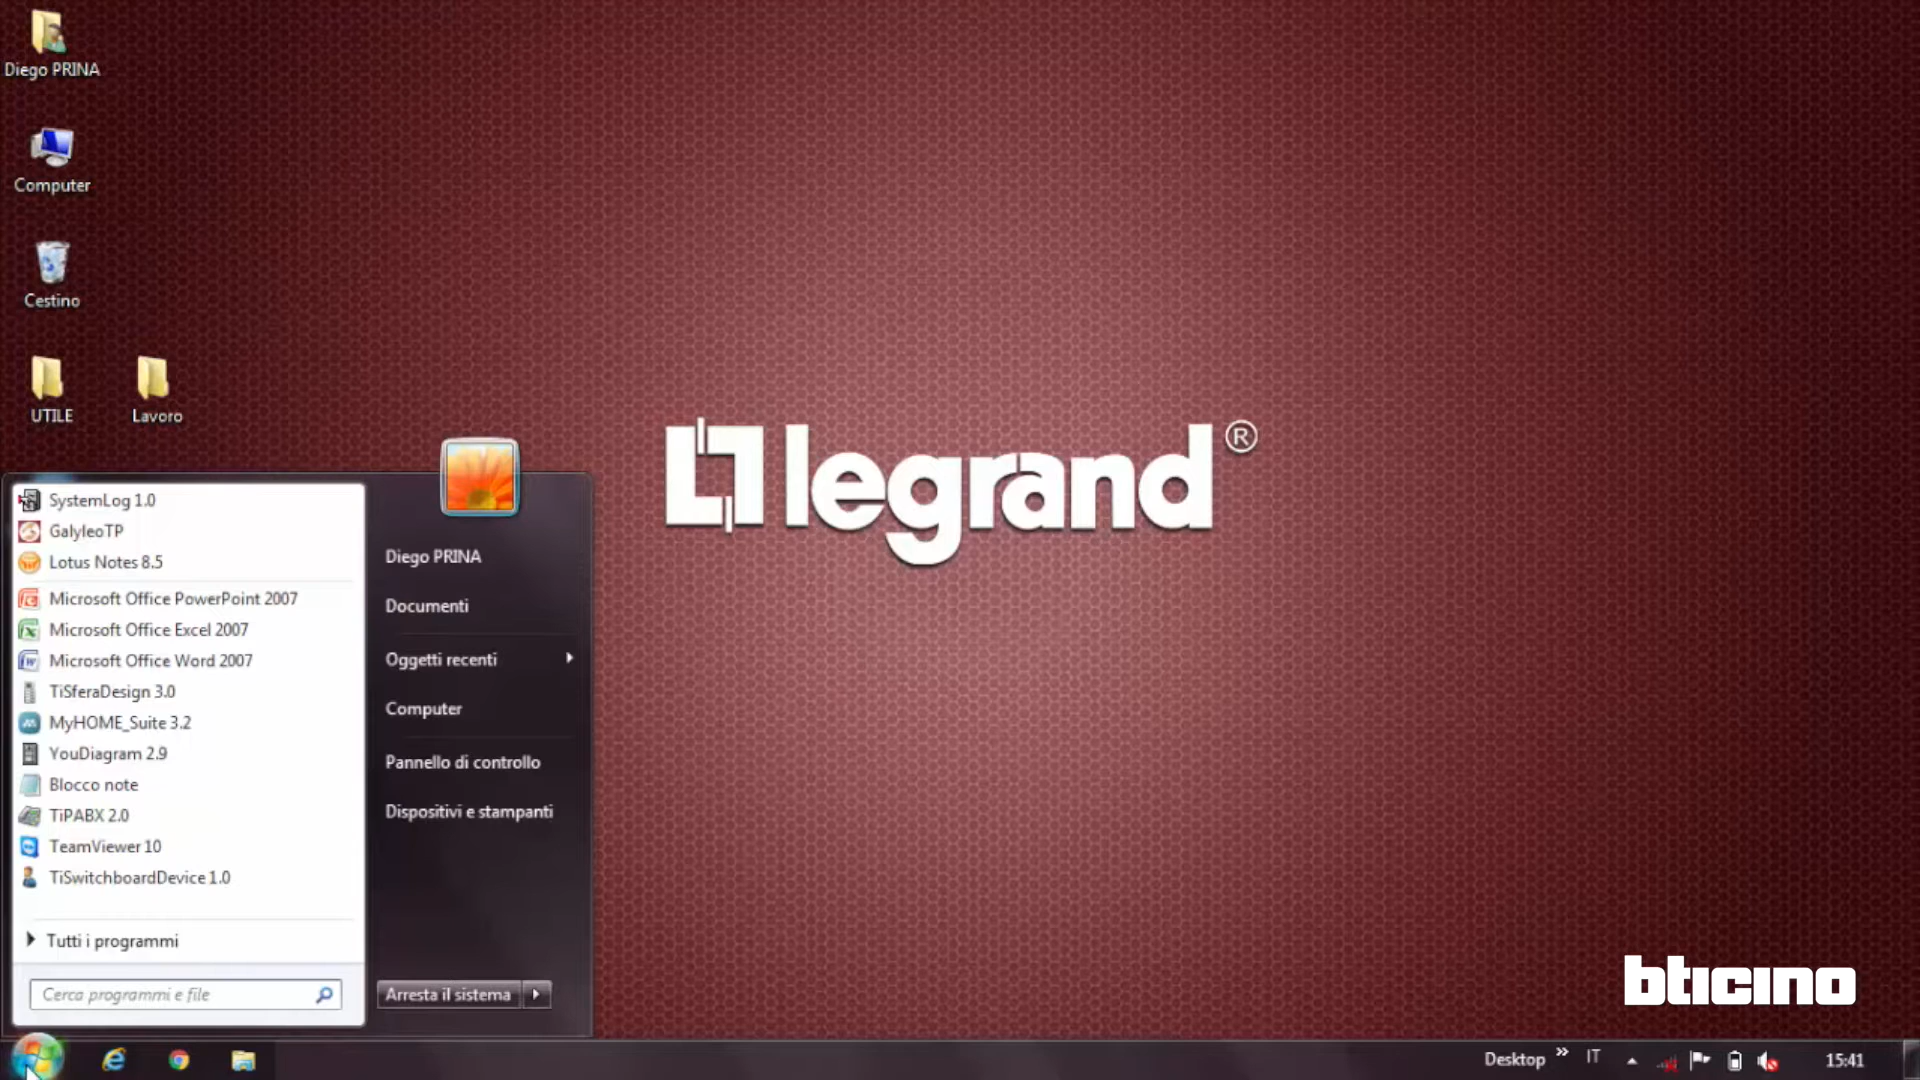 Diego PRINA
Computer
Cestino
UTILE
Lavoro
legrand®
SystemLog 1.0
GalyleoTP
Lotus Notes 8.5
Microsoft Office PowerPoint 2007
Microsoft Office Excel 2007
Microsoft Office Word 2007
TiSferaDesign 3.0
MyHOME_Suite 3.2
YouDiagram 2.9
Blocco note
TiPABX 2.0
TeamViewer 10
TiSwitchboardDevice 1.0
Tutti i programmi
Cerca programmi e file
Diego PRINA
Documenti
Oggetti recenti
Computer
Pannello di controllo
Dispositivi e stampanti
Arresta il sistema
bticino
Desktop » IT 15:41